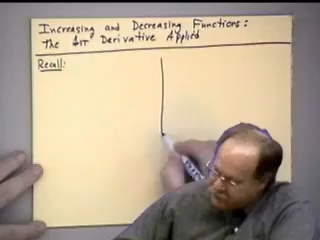 Increasing and Decreasing Functions:
The 1st Derivative Applied
Recall: